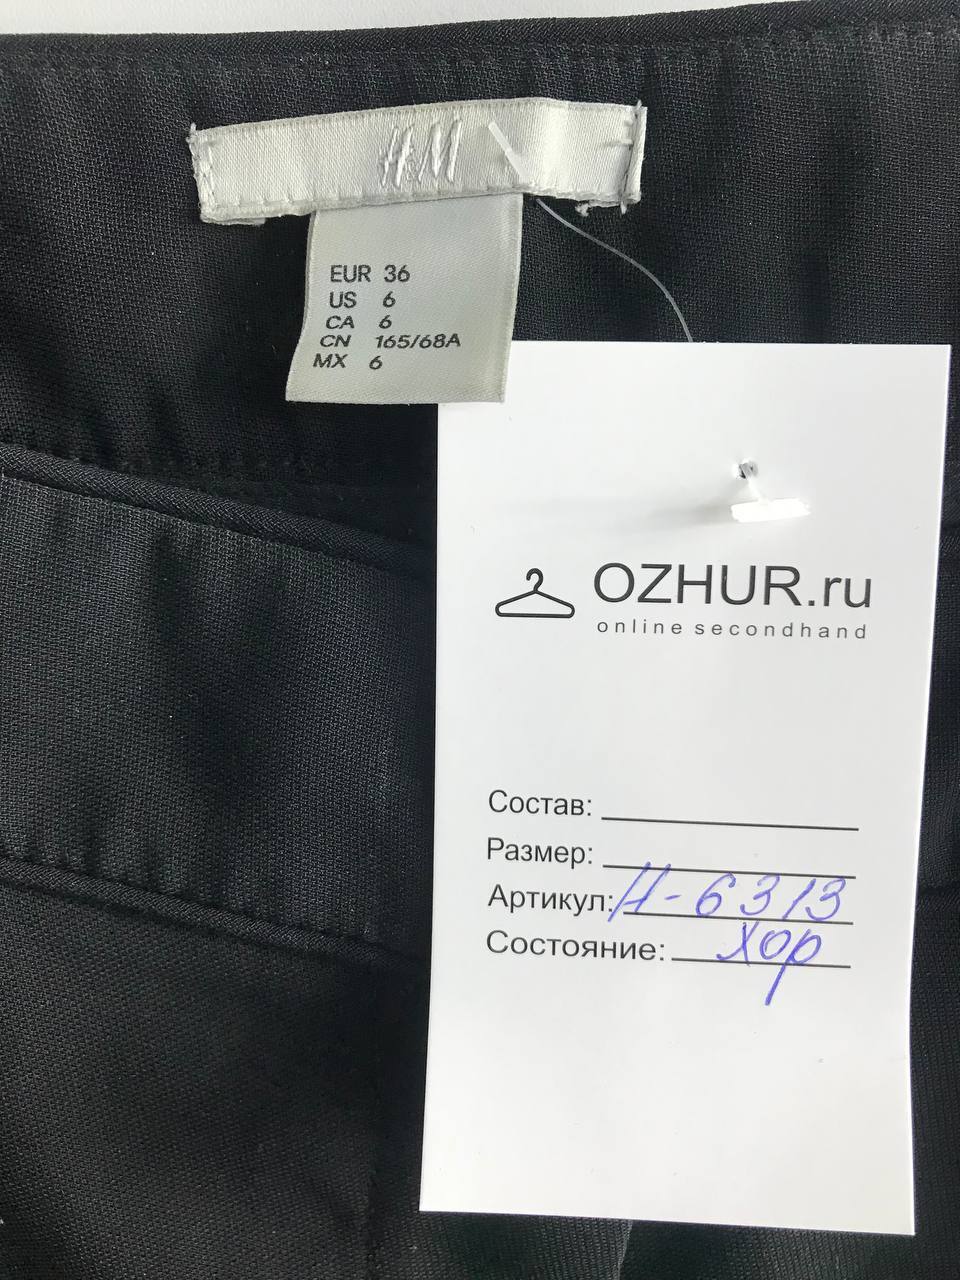 H&M
EUR 36
US 6
CA 6
CN 165/68A
MX 6
OZHUR.ru
online secondhand
Состав:
Размер:
Артикул: Н-6313
Состояние: хор